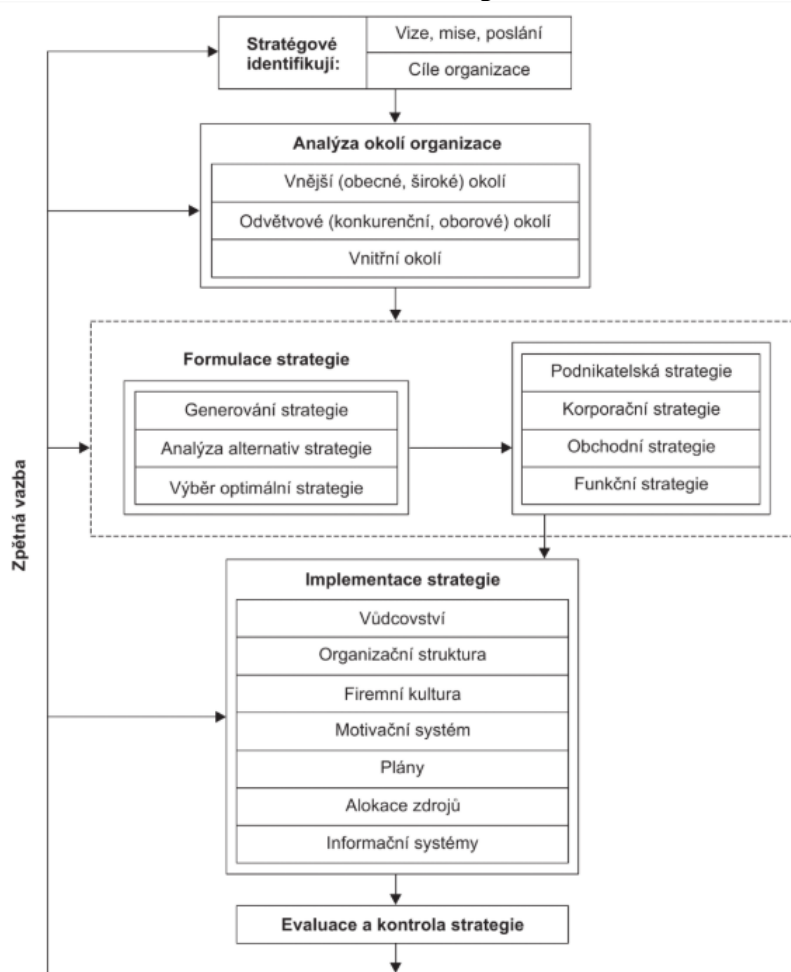 Stratégové
identifikují:
Vize, mise, poslání
Cíle organizace
Analýza okolí organizace
Vnější (obecné, široké) okolí
Odvětvové (konkurenční, oborové) okolí
Vnitřní okolí
Formulace strategie
Generování strategie
Analýza alternativ strategie
Výběr optimální strategie
Podnikatelská strategie
Korporační strategie
Obchodní strategie
Funkční strategie
Zpětná vazba
Implementace strategie
Vůdcovství
Organizační struktura
Firemní kultura
Motivační systém
Plány
Alokace zdrojů
Informační systémy
Evaluace a kontrola strategie